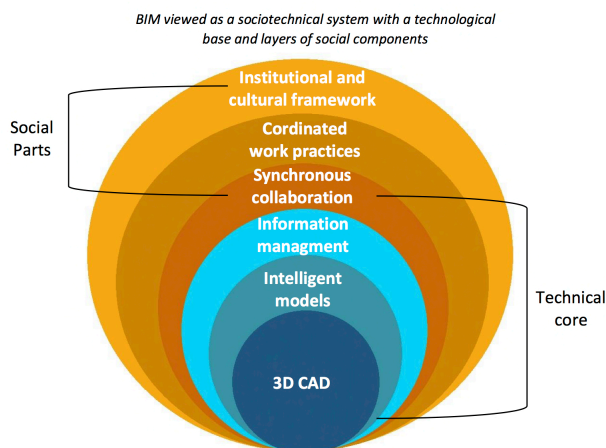 BIM viewed as a sociotechnical system with a technological
base and layers of social components
Institutional and
cultural framework
Social
Parts
Cordinated
work practices
Synchronous
collaboration
Information
managment
Intelligent
models
Technical
core
3D CAD